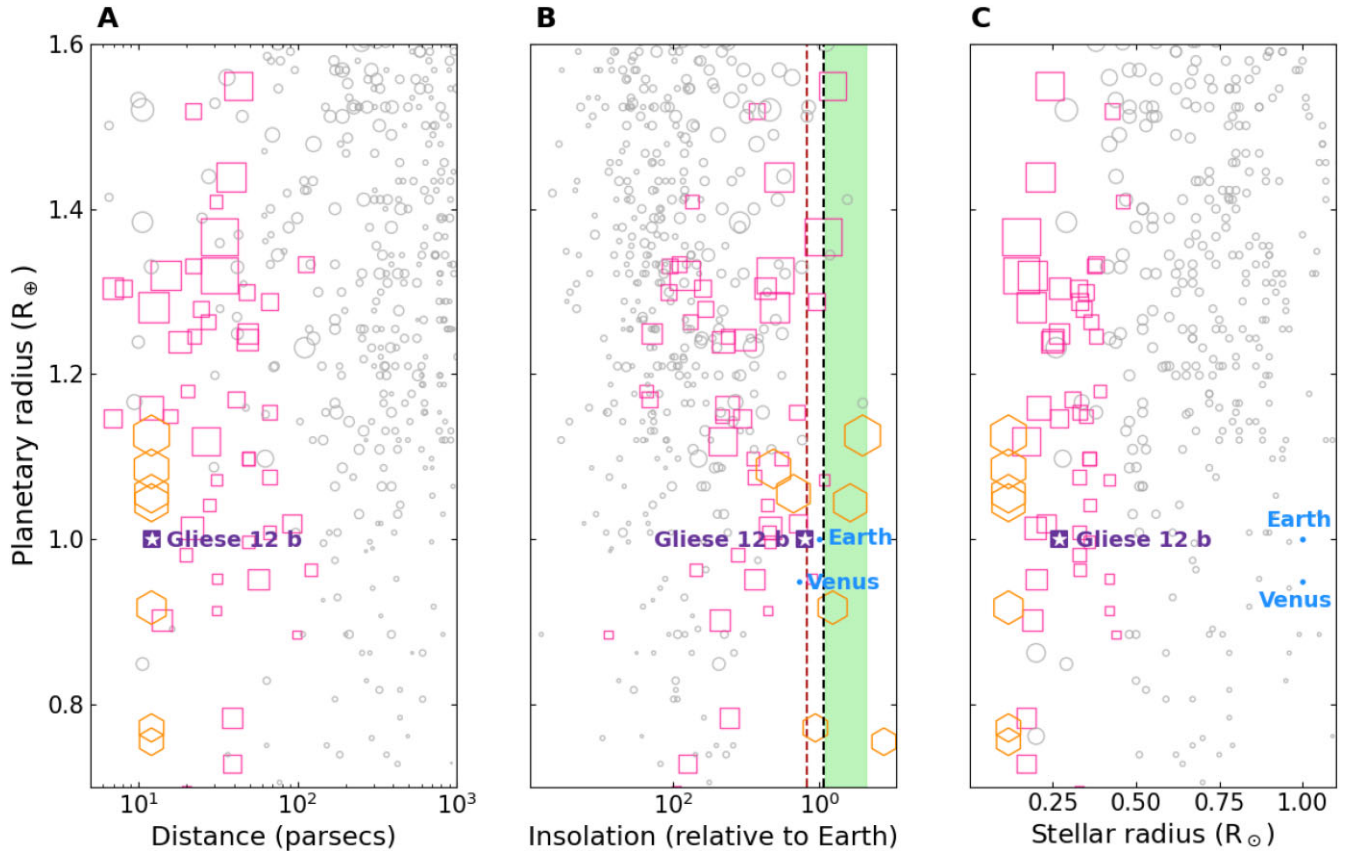 A
B
C
Planetary radius (R⊕)
1.6
1.4
1.2
1.0
0.8
Gliese 12 b
Gliese 12 b
Earth
Venus
Gliese 12 b
Earth
Venus
10¹
10²
10³
10²
10⁰
0.25
0.50
0.75
1.00
Distance (parsecs)
Insolation (relative to Earth)
Stellar radius (R⊙)